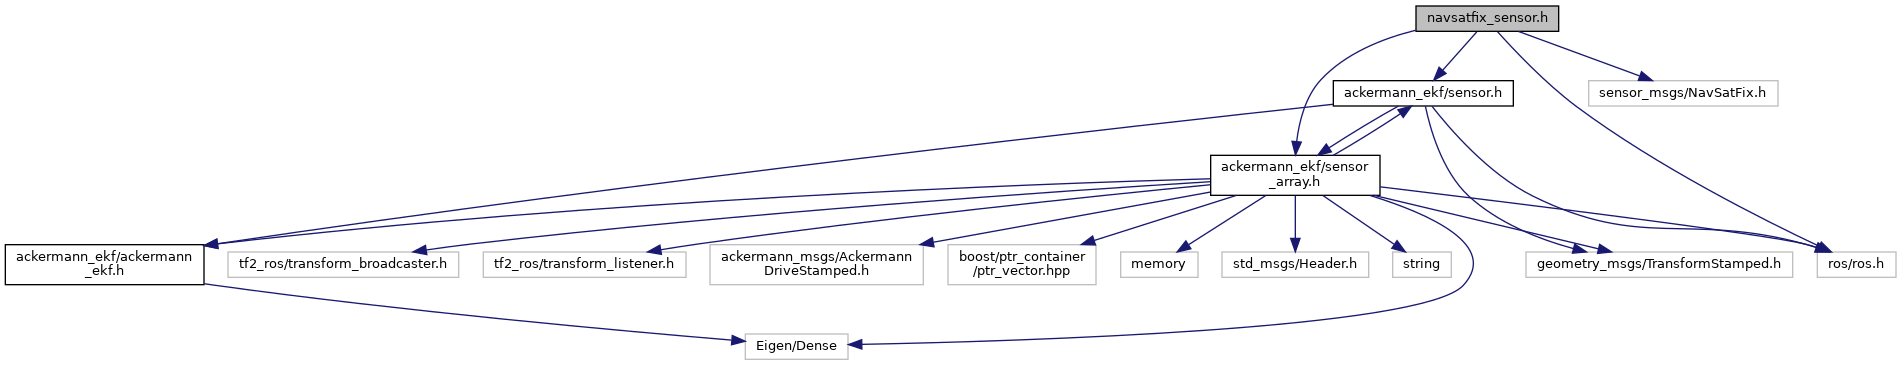 navsatfix_sensor.h
ackermann_ekf/sensor.h
sensor_msgs/NavSatFix.h
ackermann_ekf/sensor
_array.h
ackermann_ekf/ackermann
_ekf.h
tf2_ros/transform_broadcaster.h
tf2_ros/transform_listener.h
ackermann_msgs/Ackermann
DriveStamped.h
boost/ptr_container
/ptr_vector.hpp
memory
std_msgs/Header.h
string
geometry_msgs/TransformStamped.h
ros/ros.h
Eigen/Dense